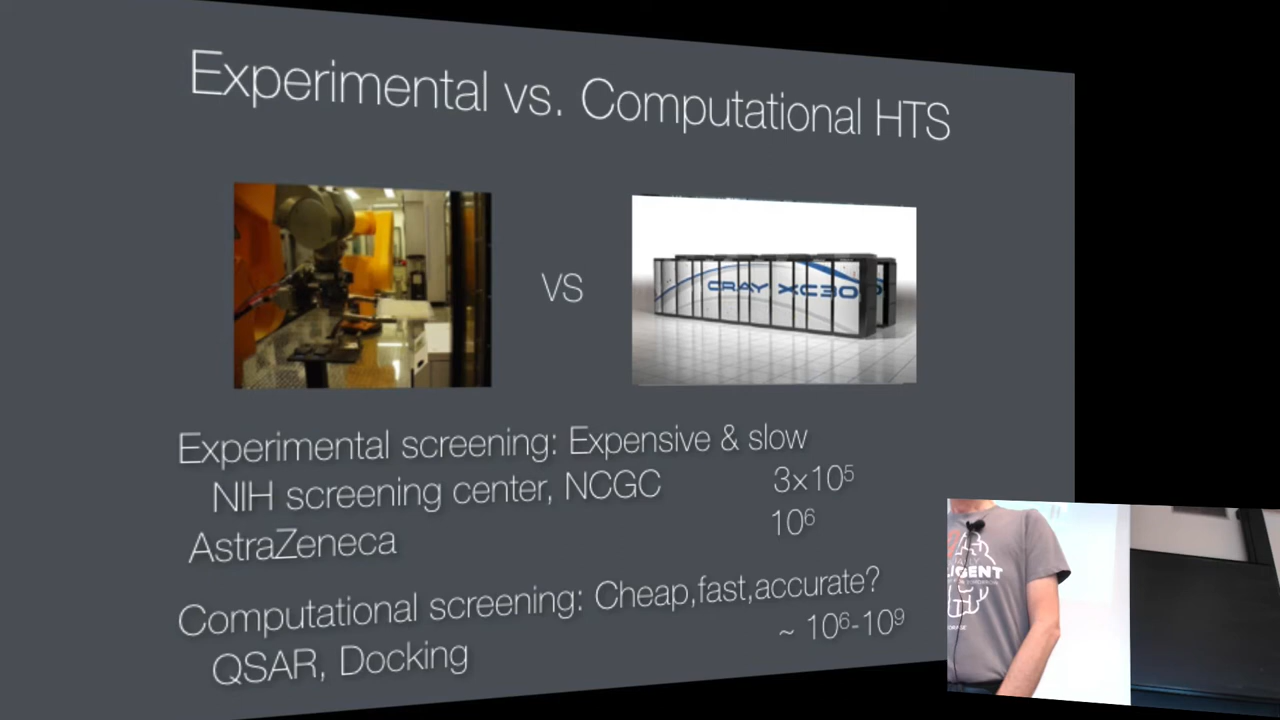 Experimental vs. Computational HTS
VS
CRAY XC30
Experimental screening: Expensive & slow
NIH screening center, NCGC 3×10⁵
AstraZeneca 10⁶
Computational screening: Cheap,fast,accurate?
QSAR, Docking ~ 10⁶-10⁹